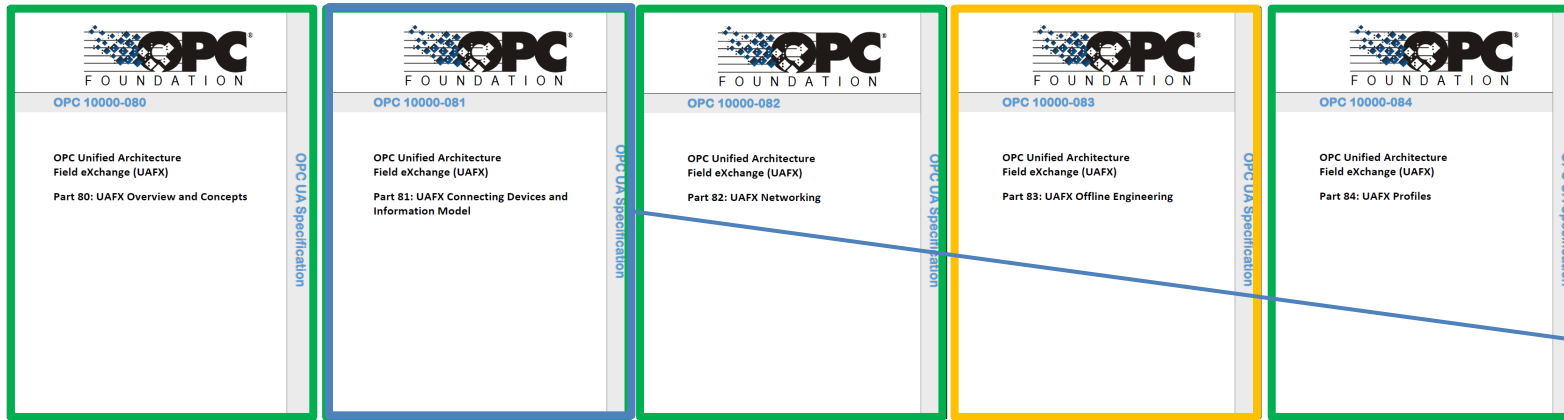 OPC®
FOUNDATION
OPC 10000-080
OPC Unified Architecture
Field eXchange (UAFX)
Part 80: UAFX Overview and Concepts
OPC UA Specification
OPC®
FOUNDATION
OPC 10000-081
OPC Unified Architecture
Field eXchange (UAFX)
Part 81: UAFX Connecting Devices and
Information Model
OPC UA Specification
OPC®
FOUNDATION
OPC 10000-082
OPC Unified Architecture
Field eXchange (UAFX)
Part 82: UAFX Networking
OPC UA Specification
OPC®
FOUNDATION
OPC 10000-083
OPC Unified Architecture
Field eXchange (UAFX)
Part 83: UAFX Offline Engineering
OPC UA Specification
OPC®
FOUNDATION
OPC 10000-084
OPC Unified Architecture
Field eXchange (UAFX)
Part 84: UAFX Profiles